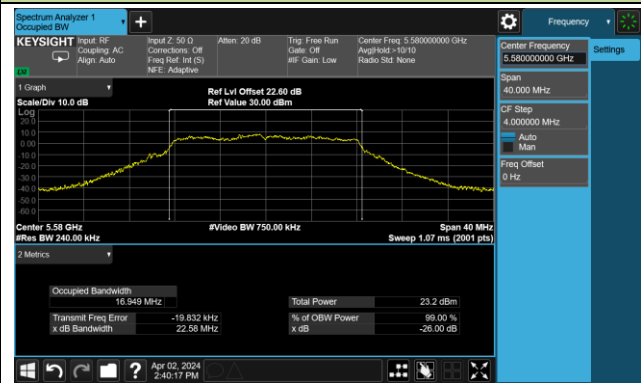 Spectrum Analyzer 1
Occupied BW
Frequency
KEYSIGHT
Input: RF
Coupling: AC
Align: Auto
Input Z: 50 Ω
Corrections: Off
Freq Ref: Int (S)
NFE: Adaptive
Atten: 20 dB
Trig: Free Run
Gate: Off
#IF Gain: Low
Center Freq: 5.580000000 GHz
Avg|Hold:>10/10
Radio Std: None
Center Frequency
5.580000000 GHz
Settings
Span
40.000 MHz
CF Step
4.000000 MHz
Auto
Man
Freq Offset
0 Hz
1 Graph
Scale/Div 10.0 dB
Ref Lvl Offset 22.60 dB
Ref Value 30.00 dBm
Log
20.0
10.0
0.00
-10.0
-20.0
-30.0
-40.0
-50.0
-60.0
Center 5.58 GHz
#Res BW 240.00 kHz
#Video BW 750.00 kHz
Span 40 MHz
Sweep 1.07 ms (2001 pts)
2 Metrics
Occupied Bandwidth
16.949 MHz
Total Power 23.2 dBm
Transmit Freq Error -19.832 kHz
% of OBW Power 99.00 %
x dB Bandwidth 22.58 MHz
x dB -26.00 dB
?
Apr 02, 2024
2:40:17 PM